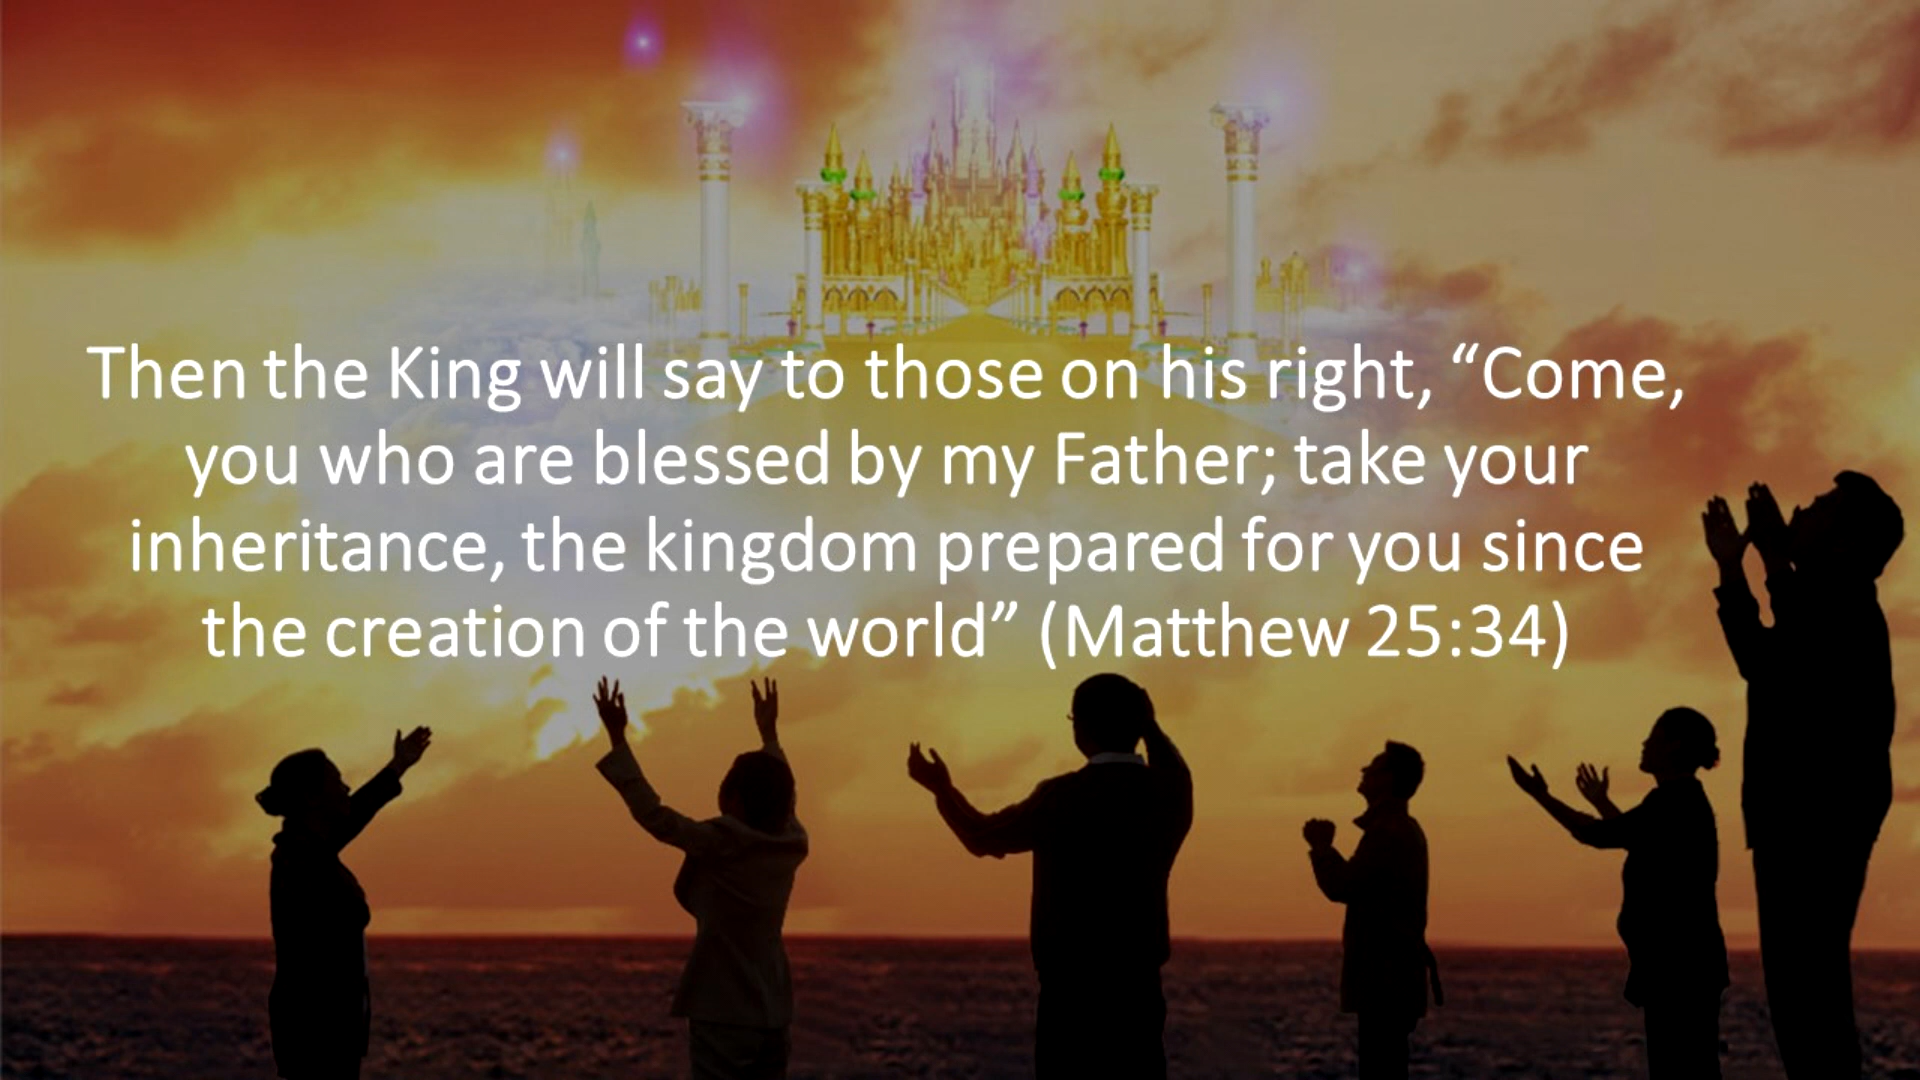 Then the King will say to those on his right, “Come,
you who are blessed by my Father; take your
inheritance, the kingdom prepared for you since
the creation of the world” (Matthew 25:34)